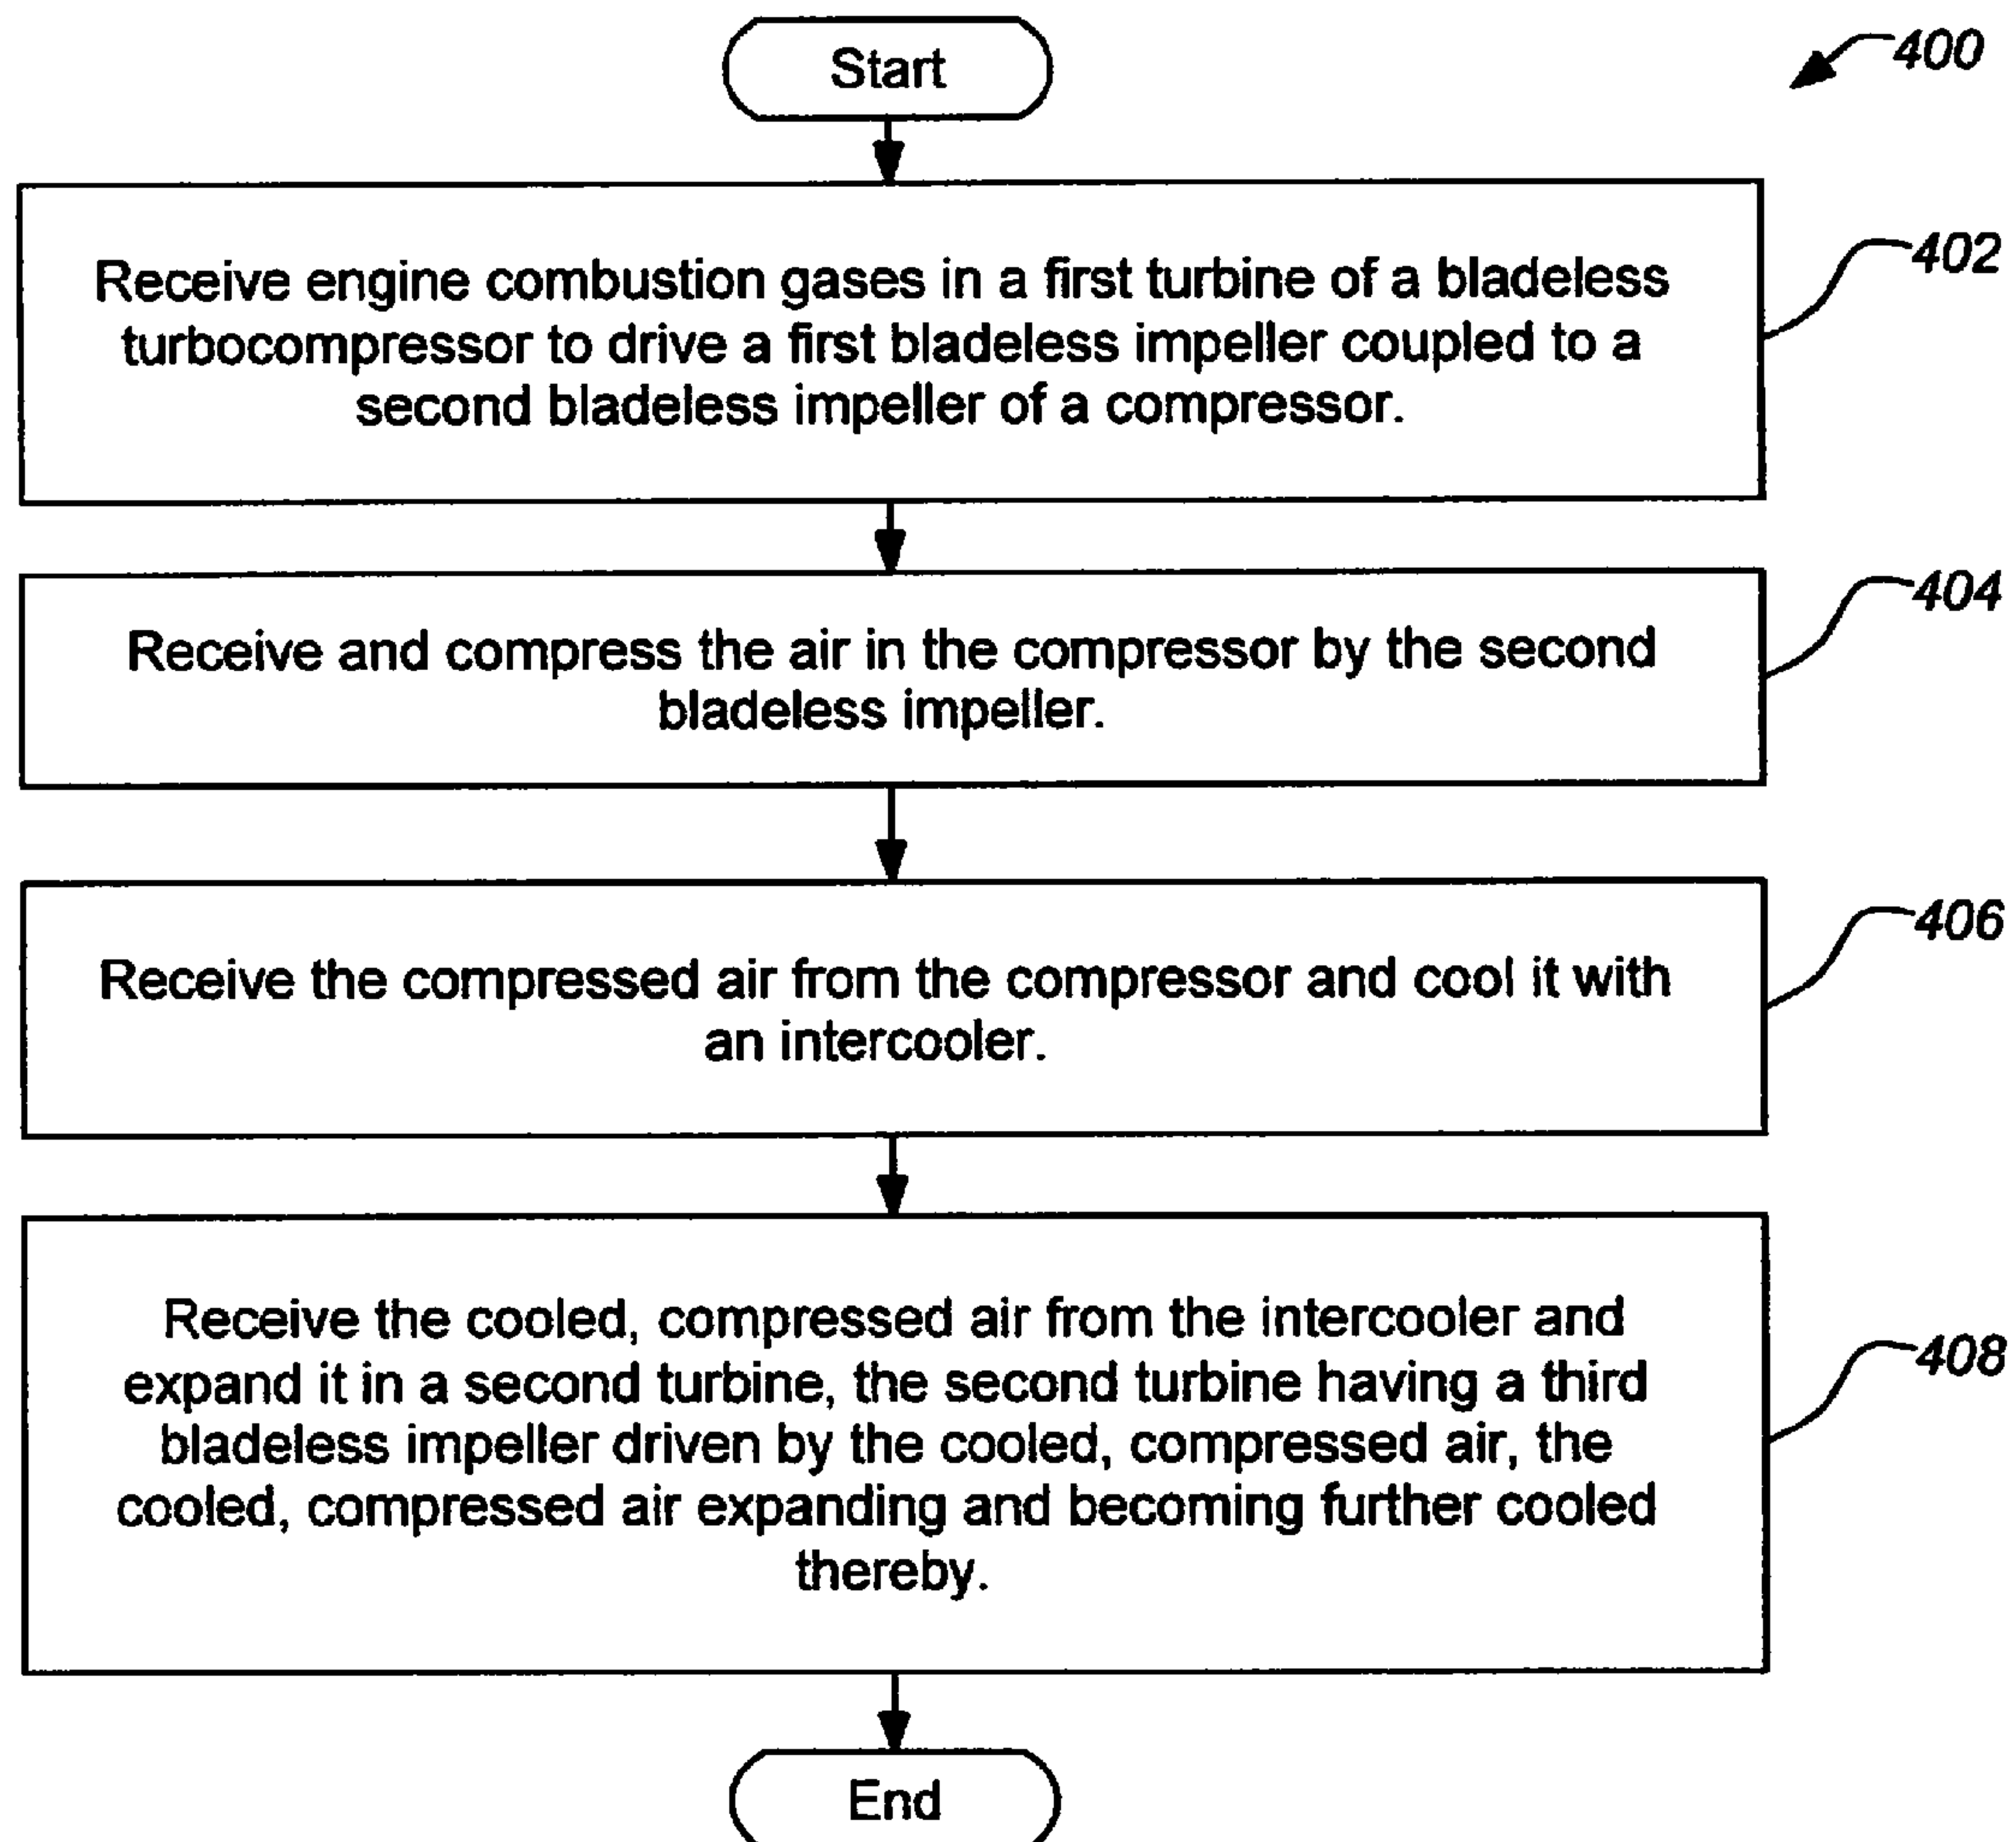 Start
400
Receive engine combustion gases in a first turbine of a bladeless
turbocompressor to drive a first bladeless impeller coupled to a
second bladeless impeller of a compressor.
402
Receive and compress the air in the compressor by the second
bladeless impeller.
404
Receive the compressed air from the compressor and cool it with
an intercooler.
406
Receive the cooled, compressed air from the intercooler and
expand it in a second turbine, the second turbine having a third
bladeless impeller driven by the cooled, compressed air, the
cooled, compressed air expanding and becoming further cooled
thereby.
408
End